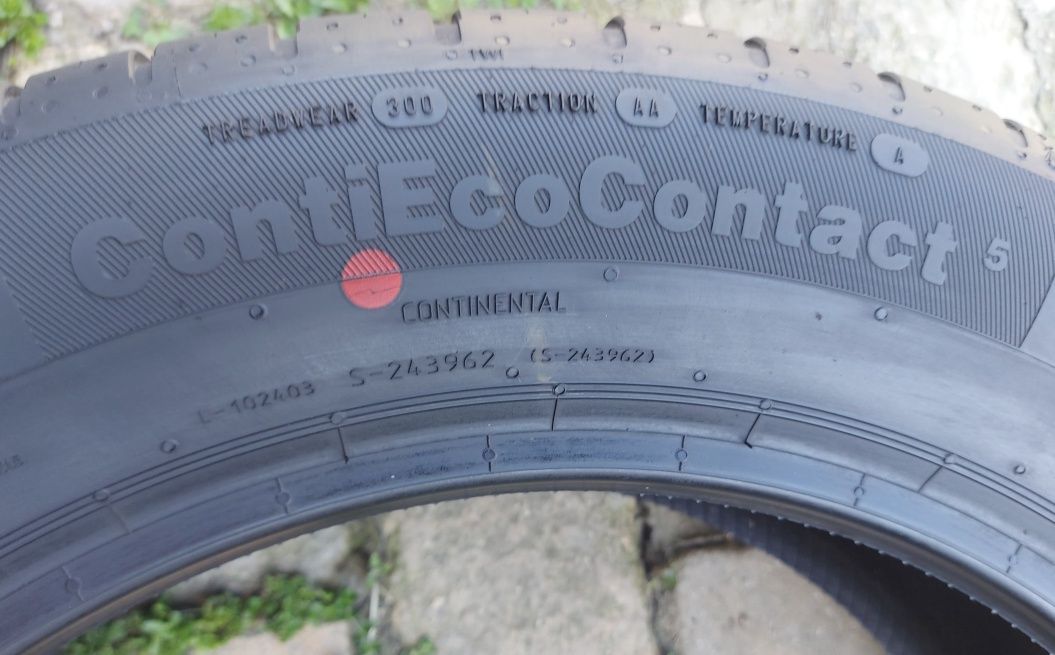 TWI
TREADWEAR 300 TRACTION AA TEMPERATURE A
ContiEcoContact 5
CONTINENTAL
L-102403 S-243962 (S-243962)